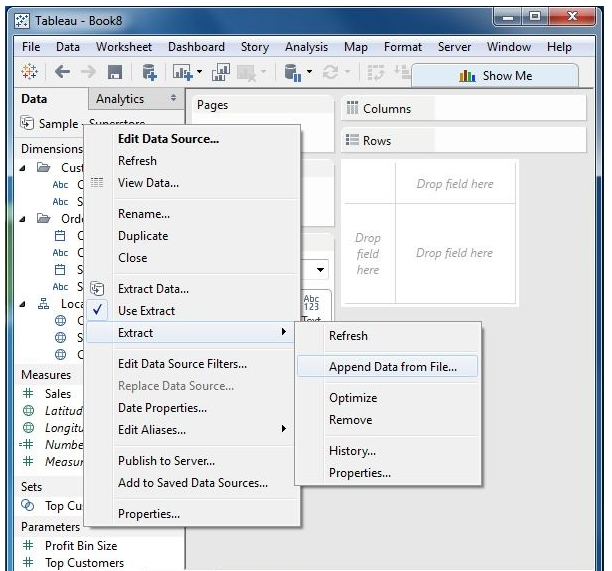 Tableau - Book8
File Data Worksheet Dashboard Story Analysis Map Format Server Window Help
Show Me
Data Analytics
Sample - Superstore
Dimensions
Cust
Abc C
Abc S
Orde
C
Abc C
S
Abc S
Loca
C
S
C
Measures
Sales
Latitud
Longitu
Numbe
Measur
Sets
Top Cu
Parameters
Profit Bin Size
Top Customers
Pages
Columns
Rows
Drop field here
Drop
field
here
Drop field here
Abc
123
Text
Edit Data Source...
Refresh
View Data...
Rename...
Duplicate
Close
Extract Data...
Use Extract
Extract
Edit Data Source Filters...
Replace Data Source...
Date Properties...
Edit Aliases...
Publish to Server...
Add to Saved Data Sources...
Properties...
Refresh
Append Data from File...
Optimize
Remove
History...
Properties...